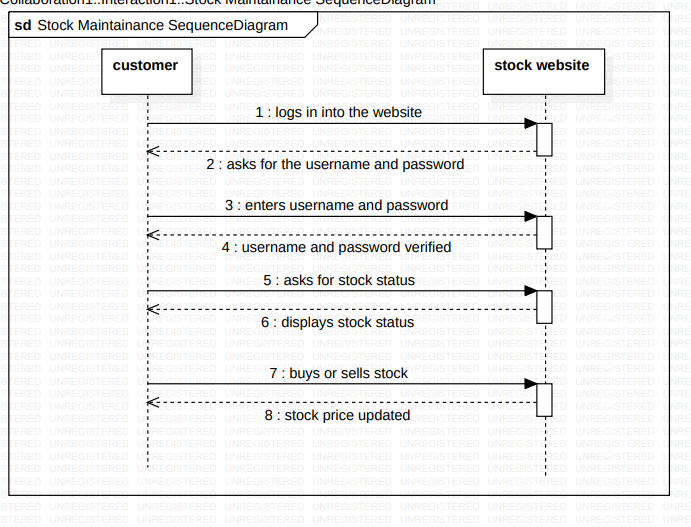 Collaboration1::Interaction1::Stock Maintainance SequenceDiagram
sd Stock Maintainance SequenceDiagram
customer
stock website
1 : logs in into the website
2 : asks for the username and password
3 : enters username and password
4 : username and password verified
5 : asks for stock status
6 : displays stock status
7 : buys or sells stock
8 : stock price updated
UNREGISTERED